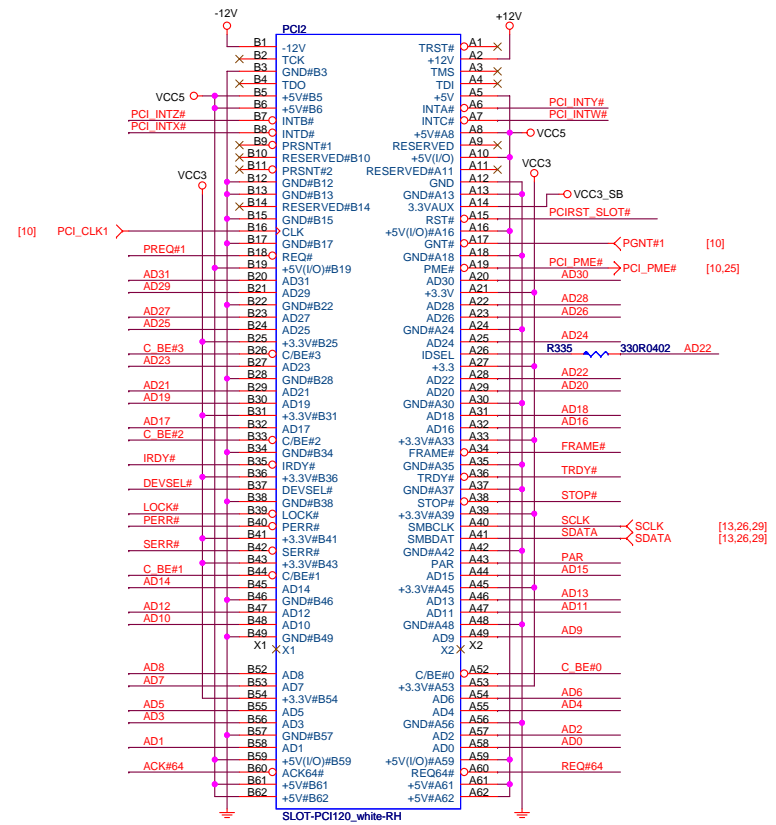 -12V +12V
PCI2
B1 -12V TRST# A1
B2 TCK +12V A2
B3 GND#B3 TMS A3
B4 TDO TDI A4
VCC5 B5 +5V#B5 +5V A5
B6 +5V#B6 INTA# A6 PCI_INTY#
PCI_INTZ# B7 INTB# INTC# A7 PCI_INTW#
PCI_INTX# B8 INTD# +5V#A8 A8 VCC5
B9 PRSNT#1 RESERVED A9
B10 RESERVED#B10 +5V(I/O) A10
B11 PRSNT#2 RESERVED#A11 A11 VCC3
VCC3 B12 GND#B12 GND A12
B13 GND#B13 GND#A13 A13
B14 RESERVED#B14 3.3VAUX A14 VCC3_SB
B15 GND#B15 RST# A15 PCIRST_SLOT#
[10] PCI_CLK1 B16 CLK +5V(I/O)#A16 A16
B17 GND#B17 GNT# A17 PGNT#1 [10]
PREQ#1 B18 REQ# GND#A18 A18
B19 +5V(I/O)#B19 PME# A19 PCI_PME# PCI_PME# [10,25]
AD31 B20 AD31 AD30 A20 AD30
AD29 B21 AD29 +3.3V A21
B22 GND#B22 AD28 A22 AD28
AD27 B23 AD27 AD26 A23 AD26
AD25 B24 AD25 GND#A24 A24
B25 +3.3V#B25 AD24 A25 AD24
C_BE#3 B26 C/BE#3 IDSEL A26 R335 330R0402 AD22
AD23 B27 AD23 +3.3 A27
B28 GND#B28 AD22 A28 AD22
AD21 B29 AD21 AD20 A29 AD20
AD19 B30 AD19 GND#A30 A30
B31 +3.3V#B31 AD18 A31 AD18
AD17 B32 AD17 AD16 A32 AD16
C_BE#2 B33 C/BE#2 +3.3V#A33 A33
B34 GND#B34 FRAME# A34 FRAME#
IRDY# B35 IRDY# GND#A35 A35
B36 +3.3V#B36 TRDY# A36 TRDY#
DEVSEL# B37 DEVSEL# GND#A37 A37
B38 GND#B38 STOP# A38 STOP#
LOCK# B39 LOCK# +3.3V#A39 A39
PERR# B40 PERR# SMBCLK A40 SCLK SCLK [13,26,29]
B41 +3.3V#B41 SMBDAT A41 SDATA SDATA [13,26,29]
SERR# B42 SERR# GND#A42 A42
B43 +3.3V#B43 PAR A43 PAR
C_BE#1 B44 C/BE#1 AD15 A44 AD15
AD14 B45 AD14 +3.3V#A45 A45
B46 GND#B46 AD13 A46 AD13
AD12 B47 AD12 AD11 A47 AD11
AD10 B48 AD10 GND#A48 A48
B49 GND#B49 AD9 A49 AD9
X1 X1 X2 X2
AD8 B52 AD8 C/BE#0 A52 C_BE#0
AD7 B53 AD7 +3.3V#A53 A53
B54 +3.3V#B54 AD6 A54 AD6
AD5 B55 AD5 AD4 A55 AD4
AD3 B56 AD3 GND#A56 A56
B57 GND#B57 AD2 A57 AD2
AD1 B58 AD1 AD0 A58 AD0
B59 +5V(I/O)#B59 +5V(I/O)#A59 A59
ACK#64 B60 ACK64# REQ64# A60 REQ#64
B61 +5V#B61 +5V#A61 A61
B62 +5V#B62 +5V#A62 A62
SLOT-PCI120_white-RH